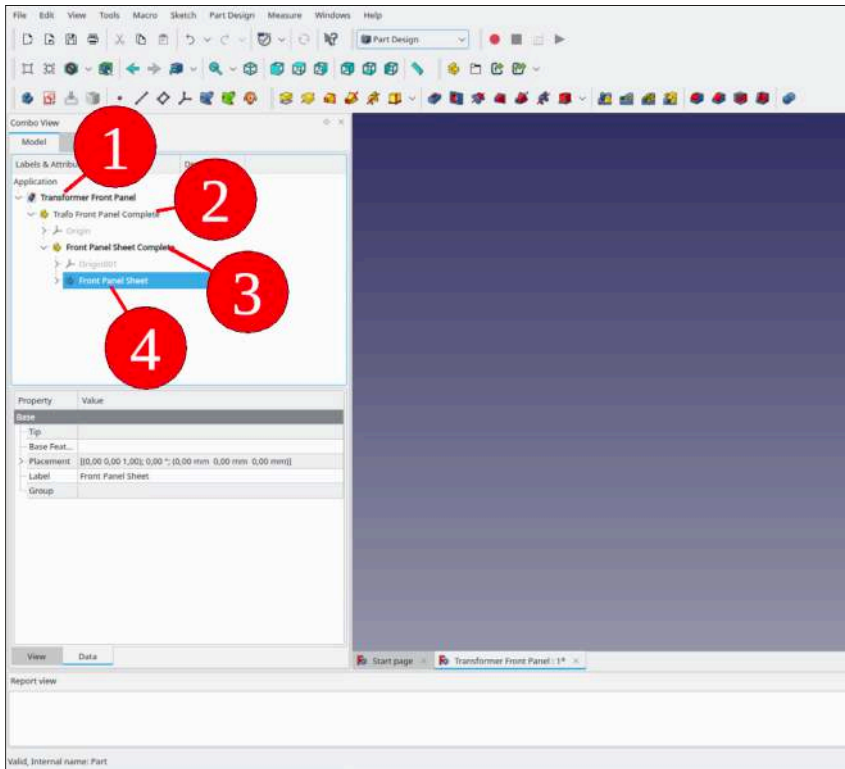 File Edit View Tools Macro Sketch Part Design Measure Windows Help
Part Design
Combo View
Model
Labels & Attribu
1
Application
Transformer Front Panel
2
Trafo Front Panel Complete
Origin
Front Panel Sheet Complete
Origin001
3
Front Panel Sheet
4
Property Value
Base
Tip
Base Feat...
Placement [(0,00 0,00 1,00); 0,00 °; (0,00 mm 0,00 mm 0,00 mm)]
Label Front Panel Sheet
Group
View Data
Start page Transformer Front Panel : 1*
Report view
Valid, Internal name: Part